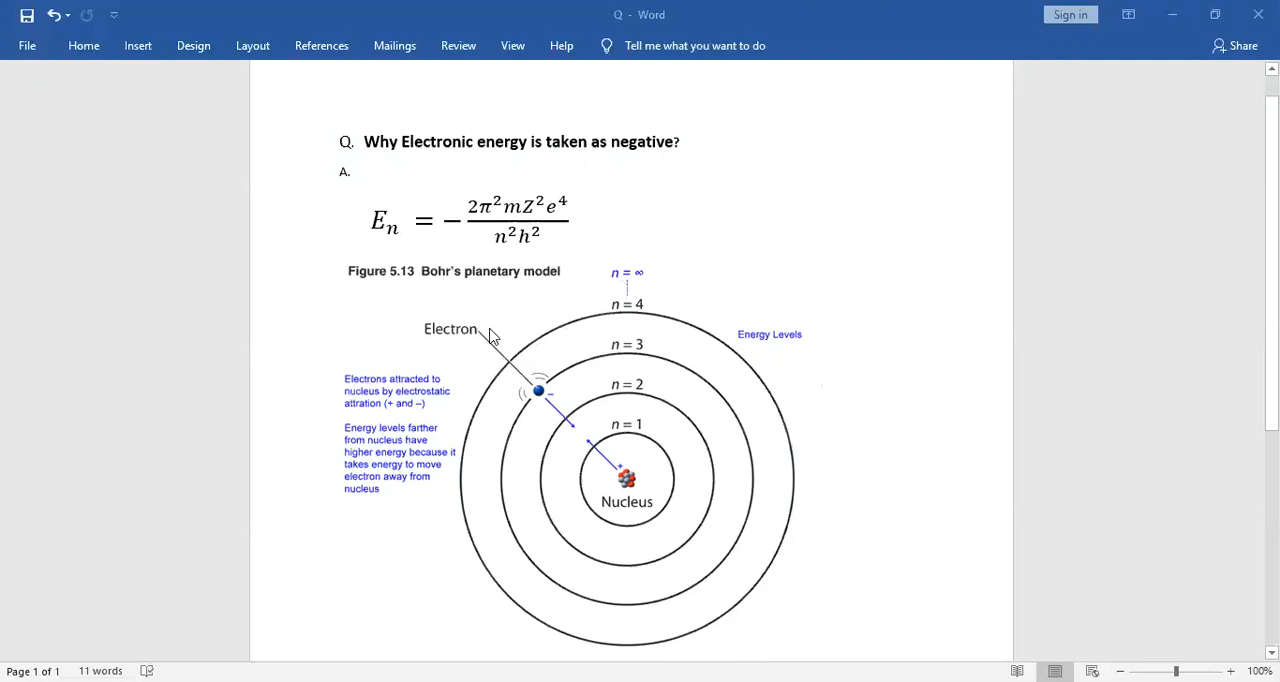 Q - Word
Sign in
File Home Insert Design Layout References Mailings Review View Help Tell me what you want to do Share
Q. Why Electronic energy is taken as negative?
A.
Eₙ = − 2π²mZ²e⁴ / n²h²
Figure 5.13 Bohr's planetary model
n = ∞
n = 4
Electron
Energy Levels
n = 3
n = 2
n = 1
Electrons attracted to
nucleus by electrostatic
attration (+ and –)
Energy levels farther
from nucleus have
higher energy because it
takes energy to move
electron away from
nucleus
–
+
Nucleus
Page 1 of 1 11 words 100%